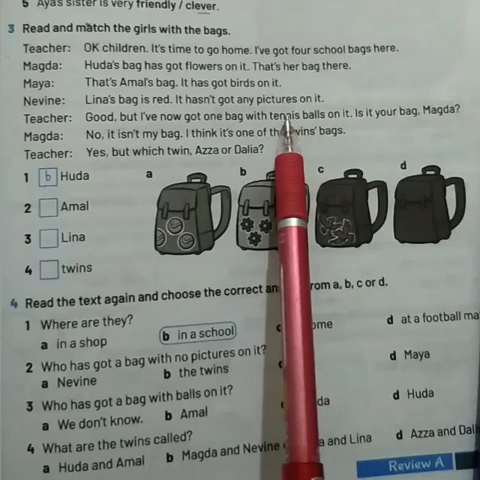 5 Aya's sister is very friendly / clever.
3 Read and match the girls with the bags.
Teacher: OK children. It's time to go home. I've got four school bags here.
Magda: Huda's bag has got flowers on it. That's her bag there.
Maya: That's Amal's bag. It has got birds on it.
Nevine: Lina's bag is red. It hasn't got any pictures on it.
Teacher: Good, but I've now got one bag with tennis balls on it. Is it your bag, Magda?
Magda: No, it isn't my bag. I think it's one of the bags.
Teacher: Yes, but which twin, Azza or Dalia?
1 b Huda
a b c d
2 Amal
3 Lina
4 twins
4 Read the text again and choose the correct from a, b, c or d.
1 Where are they?
a in a shop b in a school d at a football
2 Who has got a bag with no pictures on it?
a Nevine b the twins d Maya
3 Who has got a bag with balls on it?
a We don't know. b Amal d Huda
4 What are the twins called?
a Huda and Amal b Magda and Nevine and Lina d Azza and
Review A